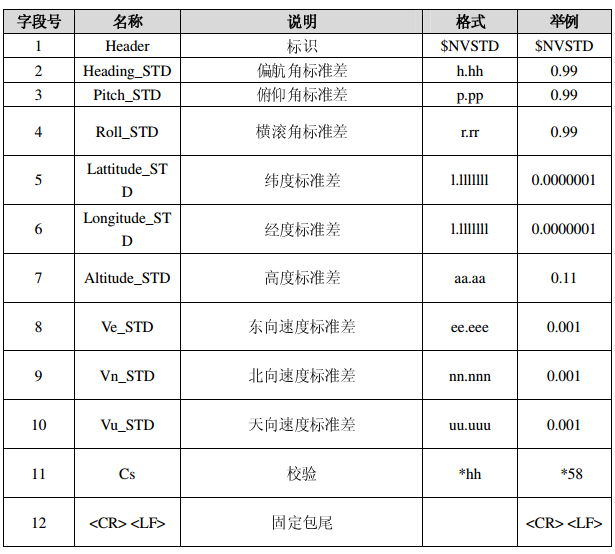 字段号 名称 说明 格式 举例
1 Header 标识 $NVSTD $NVSTD
2 Heading_STD 偏航角标准差 h.hh 0.99
3 Pitch_STD 俯仰角标准差 p.pp 0.99
4 Roll_STD 横滚角标准差 r.rr 0.99
5 Lattitude_ST
D 纬度标准差 l.lllllll 0.0000001
6 Longitude_ST
D 经度标准差 l.lllllll 0.0000001
7 Altitude_STD 高度标准差 aa.aa 0.11
8 Ve_STD 东向速度标准差 ee.eee 0.001
9 Vn_STD 北向速度标准差 nn.nnn 0.001
10 Vu_STD 天向速度标准差 uu.uuu 0.001
11 Cs 校验 *hh *58
12 <CR> <LF> 固定包尾 <CR> <LF>